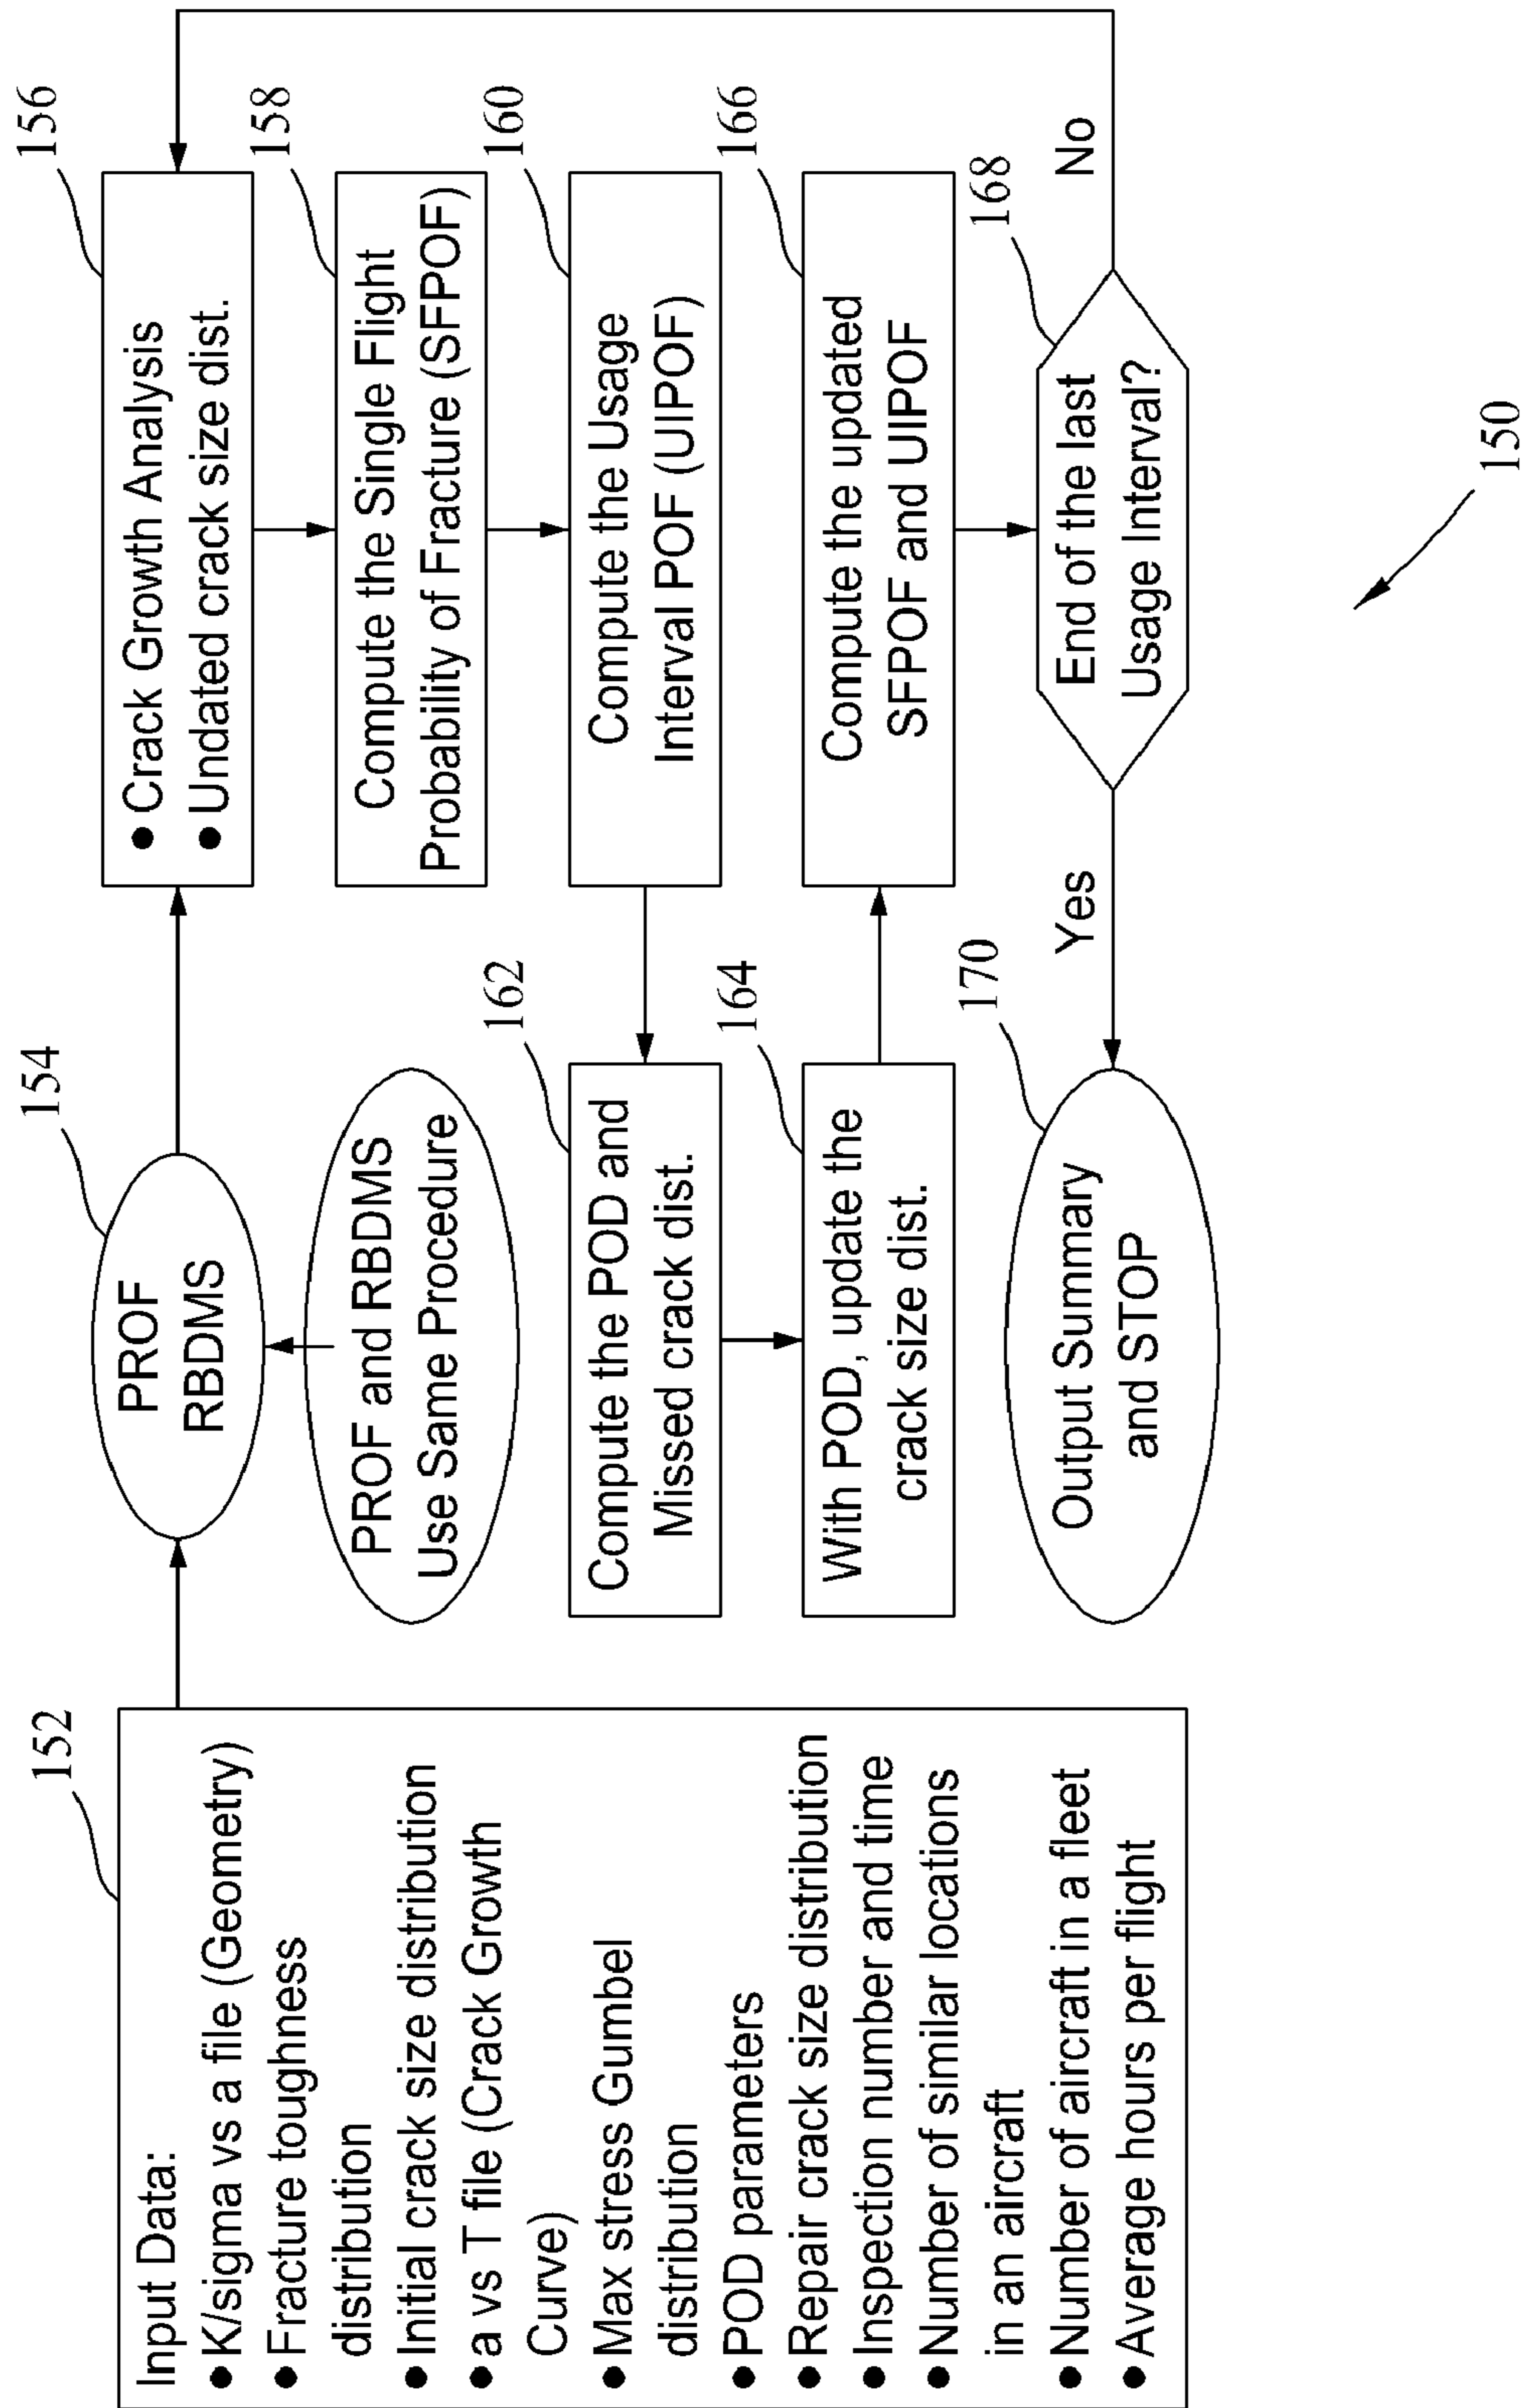 152
Input Data:
● K/sigma vs a file (Geometry)
● Fracture toughness
distribution
● Initial crack size distribution
● a vs T file (Crack Growth
Curve)
● Max stress Gumbel
distribution
● POD parameters
● Repair crack size distribution
● Inspection number and time
● Number of similar locations
in an aircraft
● Number of aircraft in a fleet
● Average hours per flight
154
PROF
RBDMS
PROF and RBDMS
Use Same Procedure
156
● Crack Growth Analysis
● Undated crack size dist.
158
Compute the Single Flight
Probability of Fracture (SFPOF)
160
Compute the Usage
Interval POF (UIPOF)
162
Compute the POD and
Missed crack dist.
164
With POD, update the
crack size dist.
166
Compute the updated
SFPOF and UIPOF
168
End of the last
Usage Interval?
No
Yes
170
Output Summary
and STOP
150